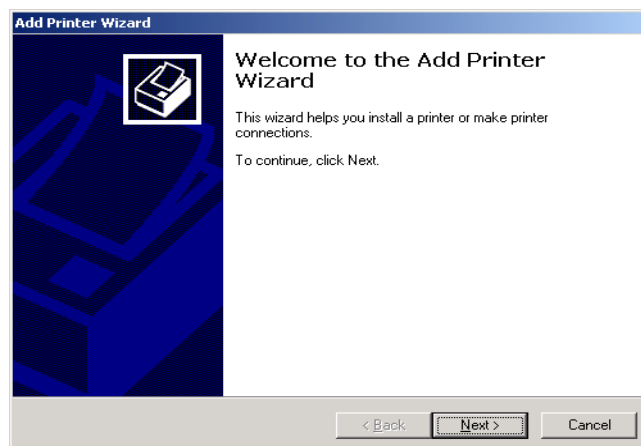 Add Printer Wizard
Welcome to the Add Printer
Wizard
This wizard helps you install a printer or make printer
connections.
To continue, click Next.
< Back
Next >
Cancel